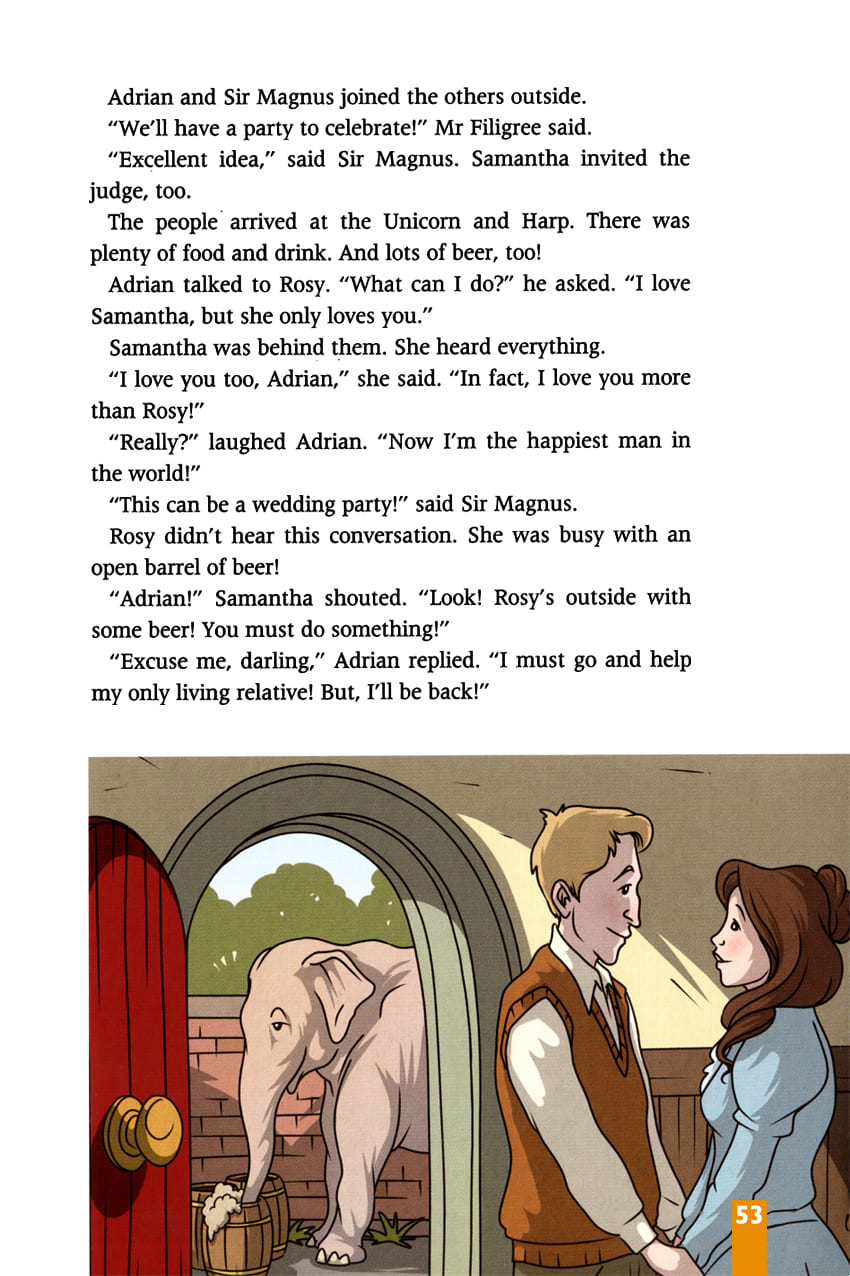 Adrian and Sir Magnus joined the others outside.
“We’ll have a party to celebrate!” Mr Filigree said.
“Excellent idea,” said Sir Magnus. Samantha invited the
judge, too.
The people arrived at the Unicorn and Harp. There was
plenty of food and drink. And lots of beer, too!
Adrian talked to Rosy. “What can I do?” he asked. “I love
Samantha, but she only loves you.”
Samantha was behind them. She heard everything.
“I love you too, Adrian,” she said. “In fact, I love you more
than Rosy!”
“Really?” laughed Adrian. “Now I’m the happiest man in
the world!”
“This can be a wedding party!” said Sir Magnus.
Rosy didn’t hear this conversation. She was busy with an
open barrel of beer!
“Adrian!” Samantha shouted. “Look! Rosy’s outside with
some beer! You must do something!”
“Excuse me, darling,” Adrian replied. “I must go and help
my only living relative! But, I’ll be back!”
53